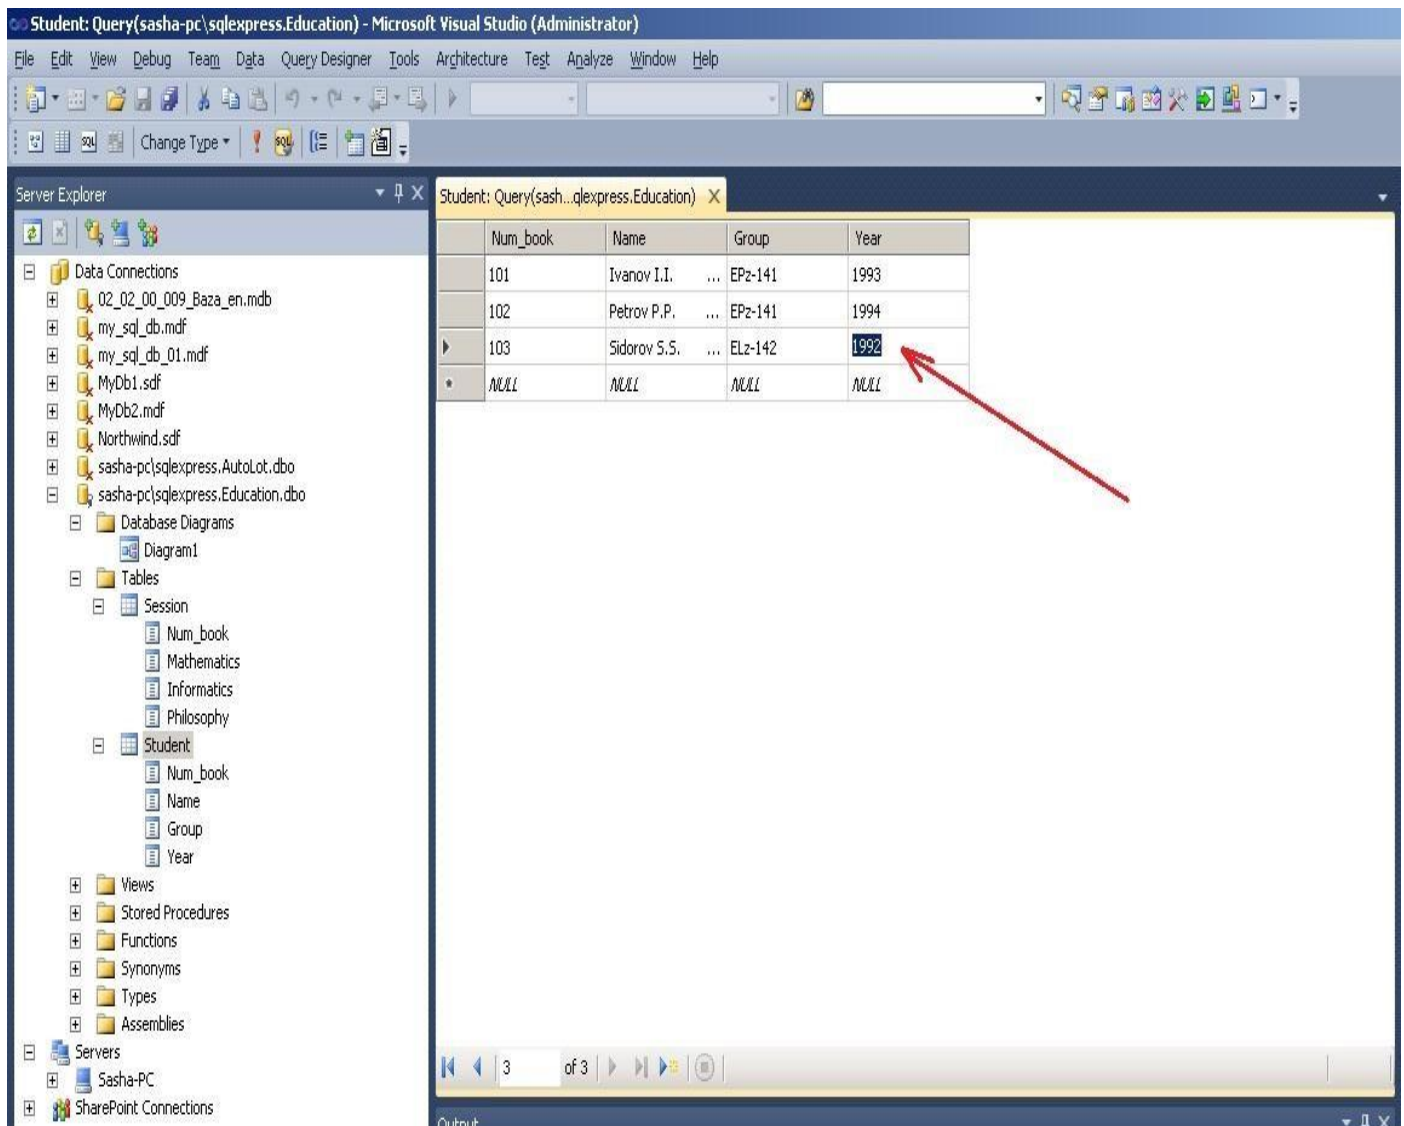 Student: Query(sasha-pc\sqlexpress.Education) - Microsoft Visual Studio (Administrator)
File Edit View Debug Team Data Query Designer Tools Architecture Test Analyze Window Help
SQL Change Type SQL
Server Explorer
Student: Query(sash...qlexpress.Education)
Data Connections
02_02_00_009_Baza_en.mdb
my_sql_db.mdf
my_sql_db_01.mdf
MyDb1.sdf
MyDb2.mdf
Northwind.sdf
sasha-pc\sqlexpress.AutoLot.dbo
sasha-pc\sqlexpress.Education.dbo
Database Diagrams
Diagram1
Tables
Session
Num_book
Mathematics
Informatics
Philosophy
Student
Num_book
Name
Group
Year
Views
Stored Procedures
Functions
Synonyms
Types
Assemblies
Servers
Sasha-PC
SharePoint Connections
Num_book Name Group Year
101 Ivanov I.I. ... EPz-141 1993
102 Petrov P.P. ... EPz-141 1994
103 Sidorov S.S. ... ELz-142 1992
NULL NULL NULL NULL
3 of 3
Output